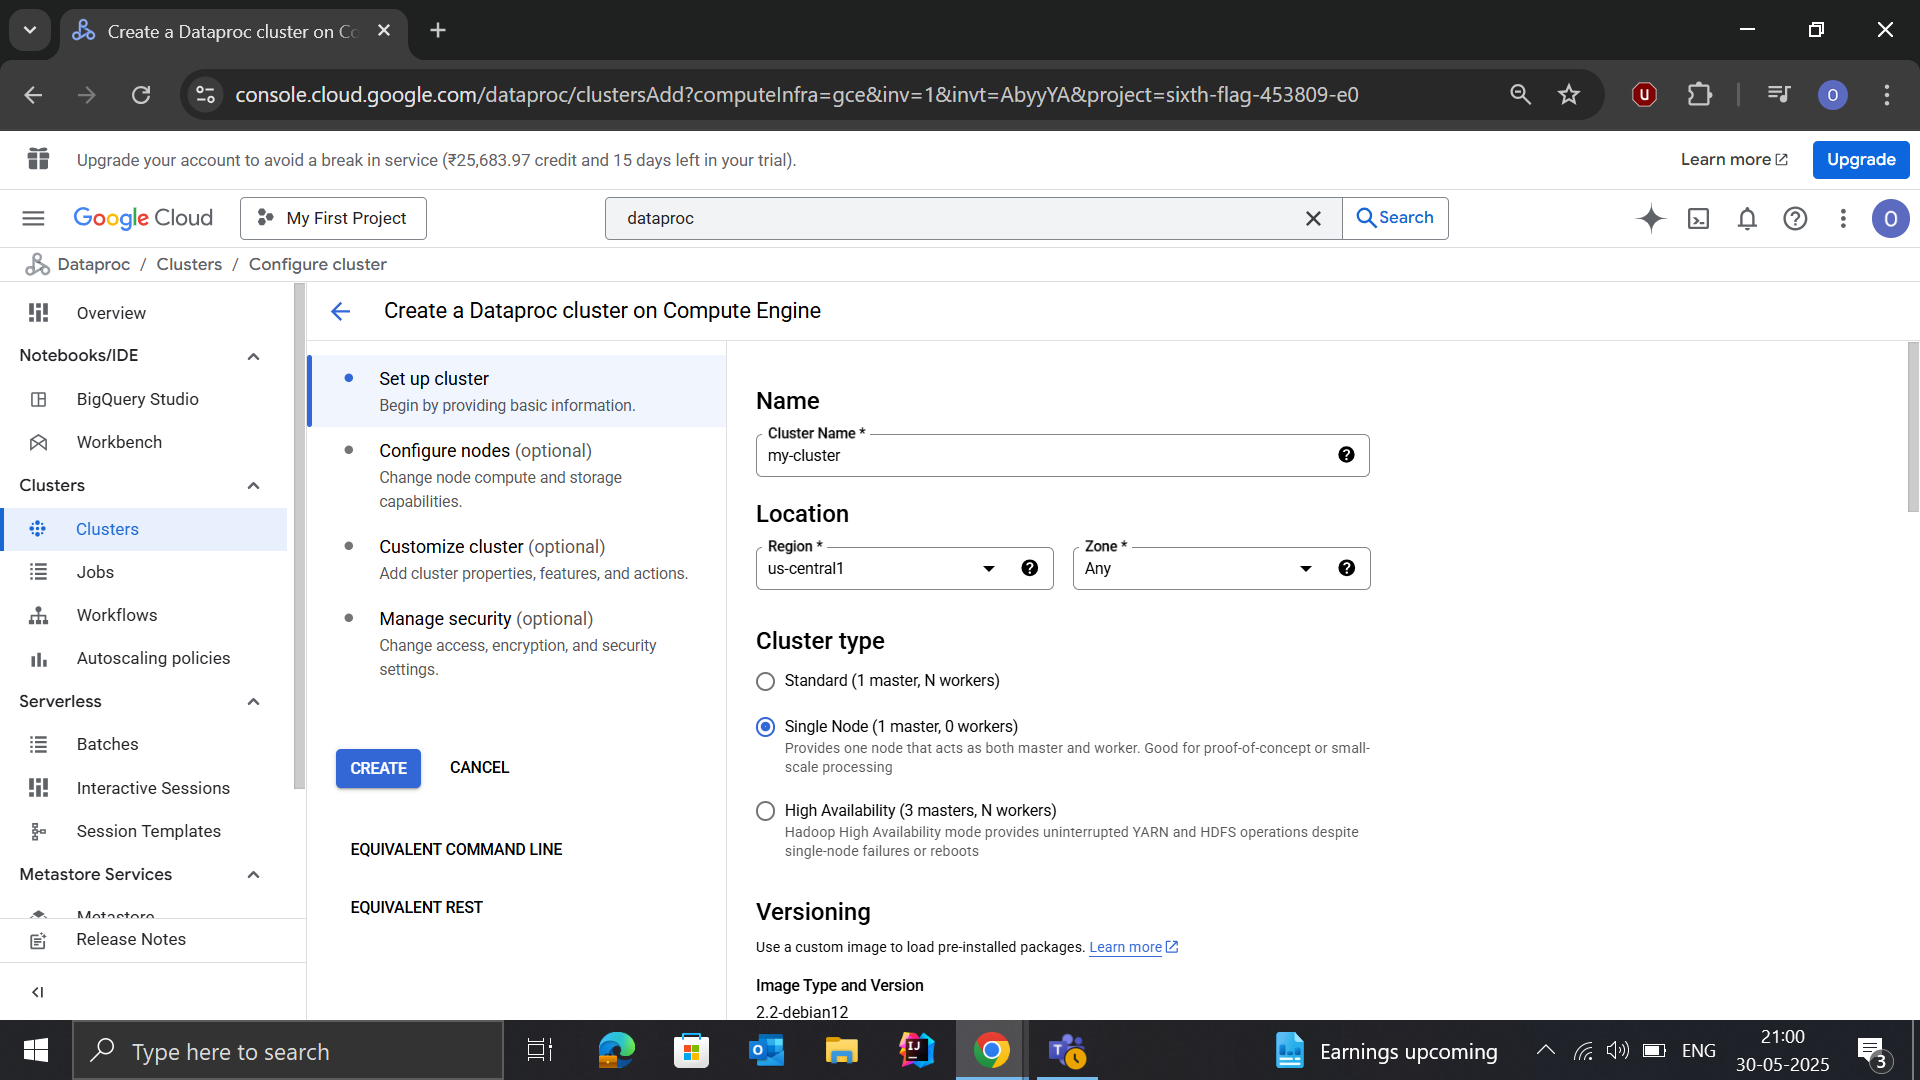 Create a Dataproc cluster on Co
console.cloud.google.com/dataproc/clustersAdd?computeInfra=gce&inv=1&invt=AbyyYA&project=sixth-flag-453809-e0
U
O
Upgrade your account to avoid a break in service (₹25,683.97 credit and 15 days left in your trial).
Learn more
Upgrade
Google Cloud
My First Project
dataproc
Search
O
Dataproc / Clusters / Configure cluster
Overview
Notebooks/IDE
BigQuery Studio
Workbench
Clusters
Clusters
Jobs
Workflows
Autoscaling policies
Serverless
Batches
Interactive Sessions
Session Templates
Metastore Services
Metastore
Release Notes
Create a Dataproc cluster on Compute Engine
Set up cluster
Begin by providing basic information.
Configure nodes (optional)
Change node compute and storage
capabilities.
Customize cluster (optional)
Add cluster properties, features, and actions.
Manage security (optional)
Change access, encryption, and security
settings.
CREATE
CANCEL
EQUIVALENT COMMAND LINE
EQUIVALENT REST
Name
Cluster Name *
my-cluster
Location
Region *
us-central1
Zone *
Any
Cluster type
Standard (1 master, N workers)
Single Node (1 master, 0 workers)
Provides one node that acts as both master and worker. Good for proof-of-concept or small-
scale processing
High Availability (3 masters, N workers)
Hadoop High Availability mode provides uninterrupted YARN and HDFS operations despite
single-node failures or reboots
Versioning
Use a custom image to load pre-installed packages. Learn more
Image Type and Version
2.2-debian12
Type here to search
Earnings upcoming
ENG
21:00
30-05-2025
3